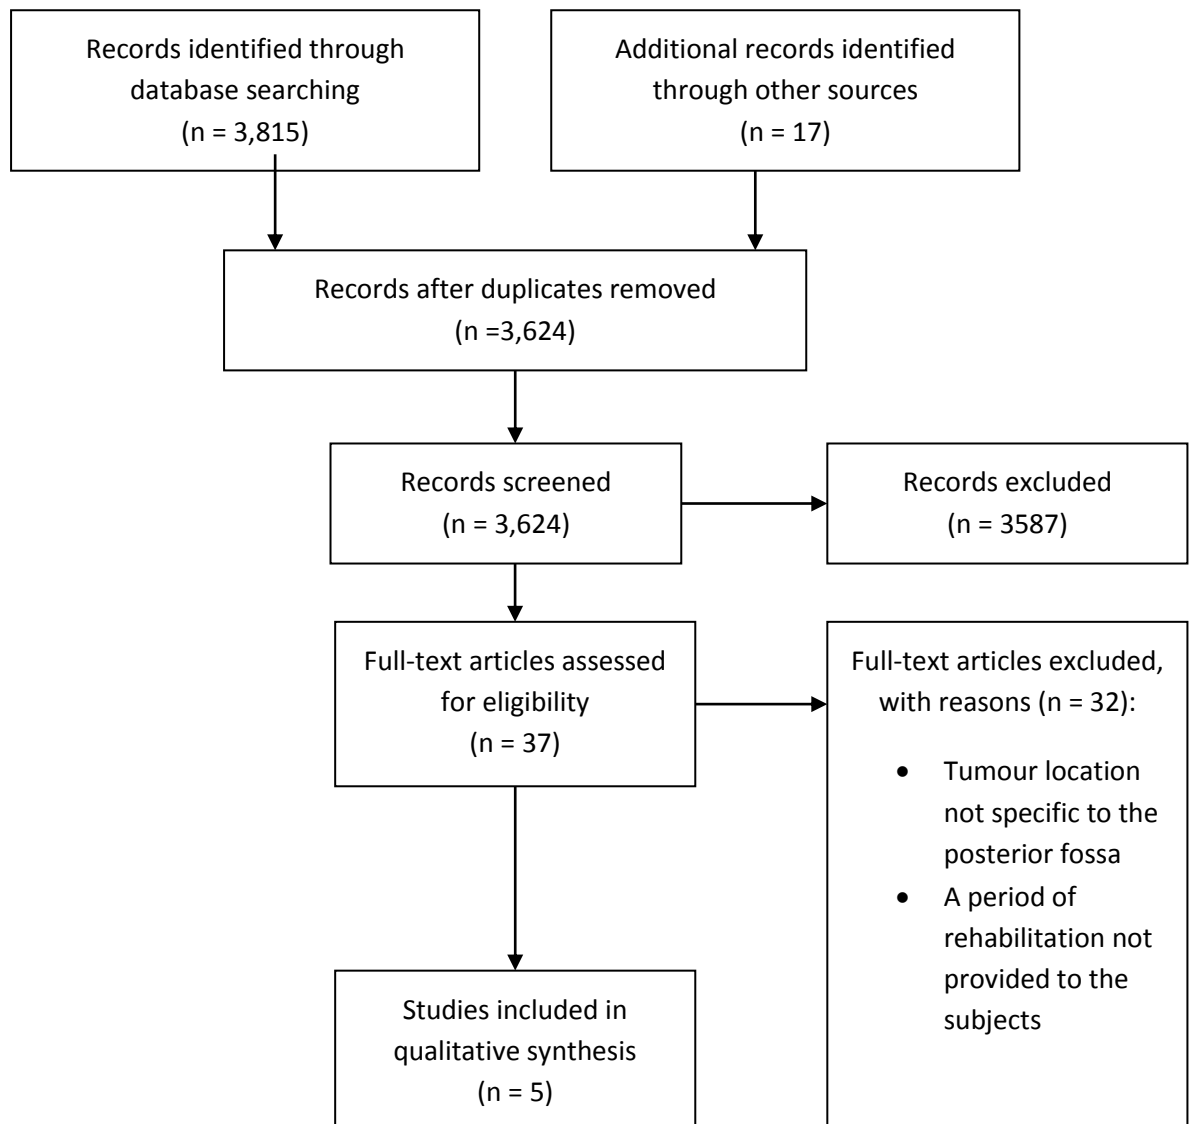 Records identified through
database searching
(n = 3,815)
Additional records identified
through other sources
(n = 17)
Records after duplicates removed
(n =3,624)
Records screened
(n = 3,624)
Records excluded
(n = 3587)
Full-text articles assessed
for eligibility
(n = 37)
Full-text articles excluded,
with reasons (n = 32):
• Tumour location
not specific to the
posterior fossa
• A period of
rehabilitation not
provided to the
subjects
Studies included in
qualitative synthesis
(n = 5)